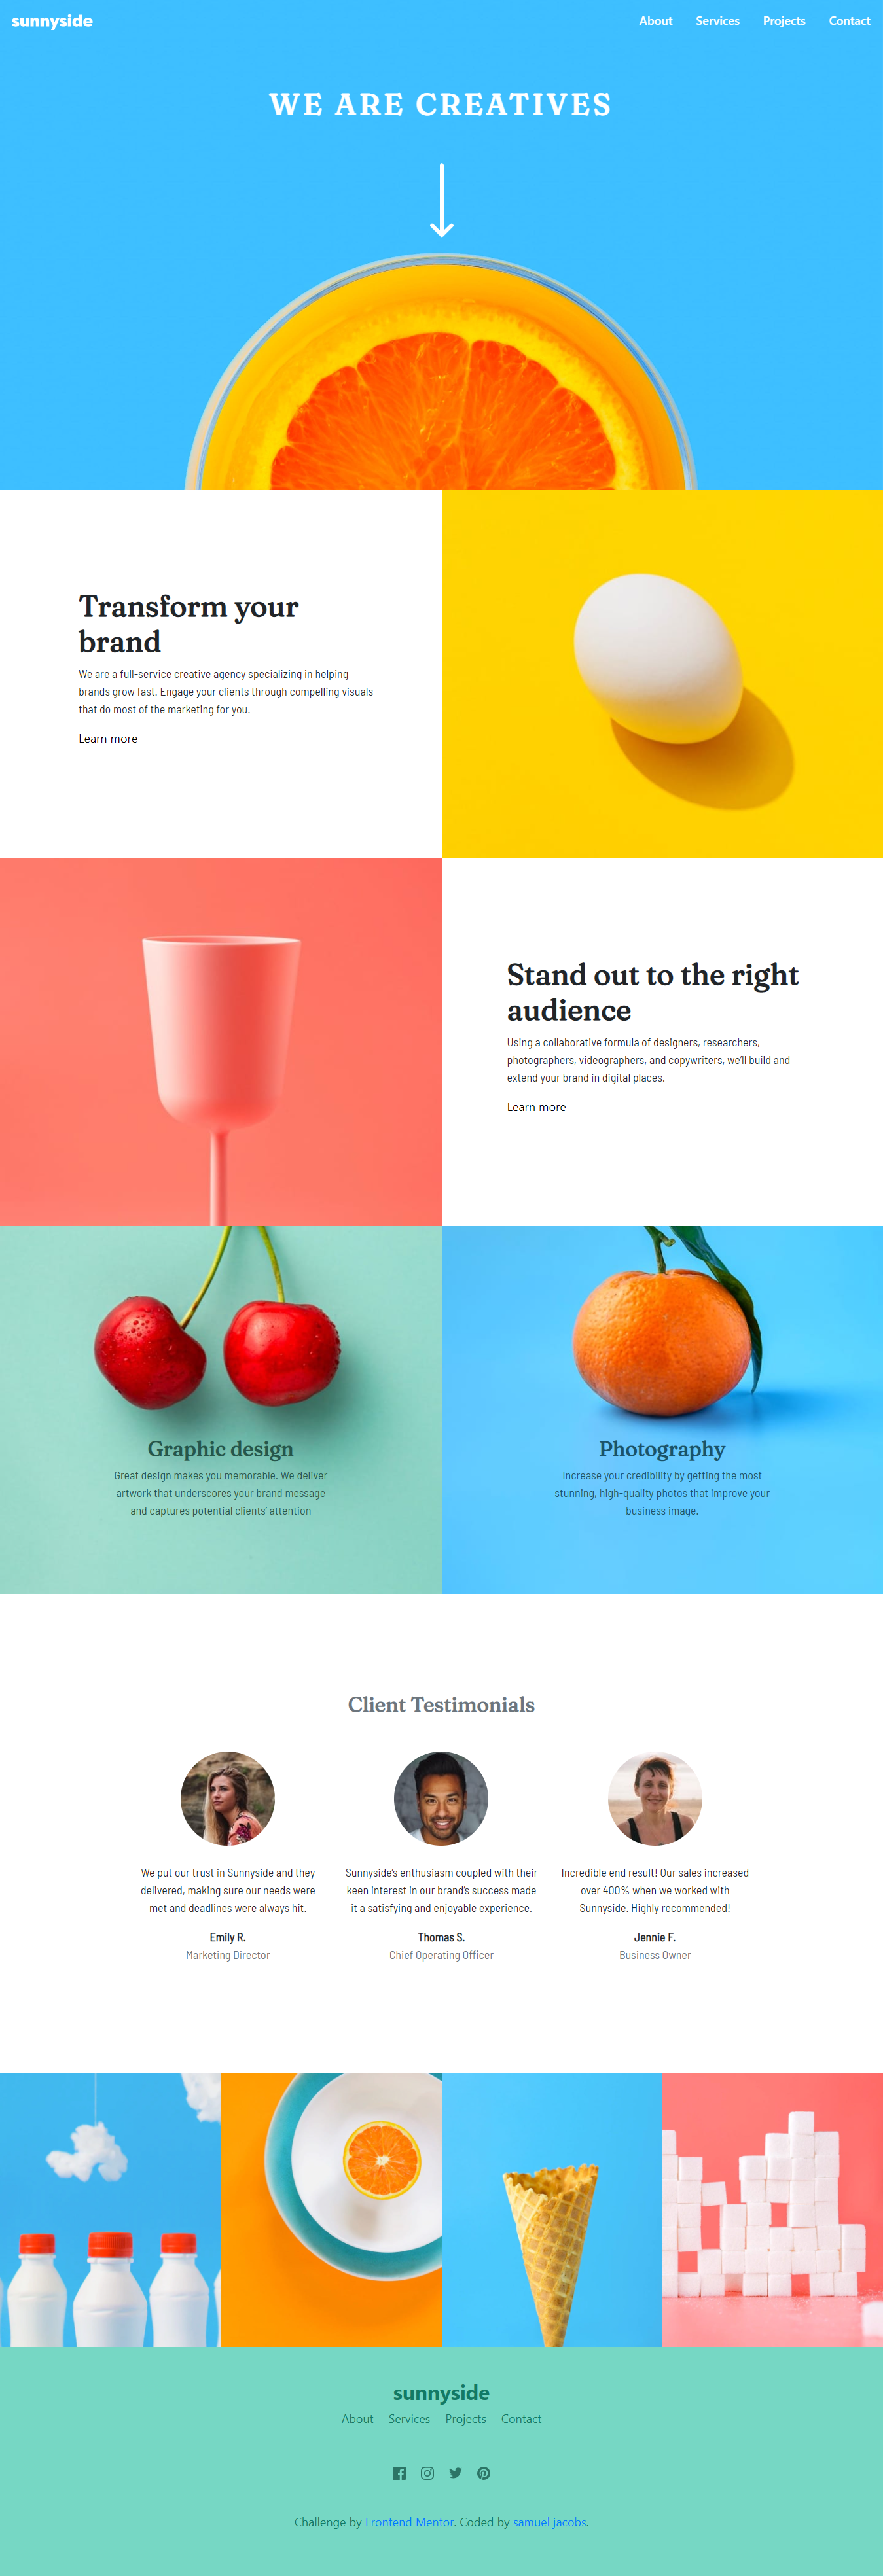 sunnyside
About Services Projects Contact
WE ARE CREATIVES
Transform your
brand
We are a full-service creative agency specializing in helping
brands grow fast. Engage your clients through compelling visuals
that do most of the marketing for you.
Learn more
Stand out to the right
audience
Using a collaborative formula of designers, researchers,
photographers, videographers, and copywriters, we'll build and
extend your brand in digital places.
Learn more
Graphic design
Great design makes you memorable. We deliver
artwork that underscores your brand message
and captures potential clients' attention
Photography
Increase your credibility by getting the most
stunning, high-quality photos that improve your
business image.
Client Testimonials
We put our trust in Sunnyside and they
delivered, making sure our needs were
met and deadlines were always hit.
Emily R.
Marketing Director
Sunnyside's enthusiasm coupled with their
keen interest in our brand's success made
it a satisfying and enjoyable experience.
Thomas S.
Chief Operating Officer
Incredible end result! Our sales increased
over 400% when we worked with
Sunnyside. Highly recommended!
Jennie F.
Business Owner
sunnyside
About Services Projects Contact
Challenge by Frontend Mentor. Coded by samuel jacobs.